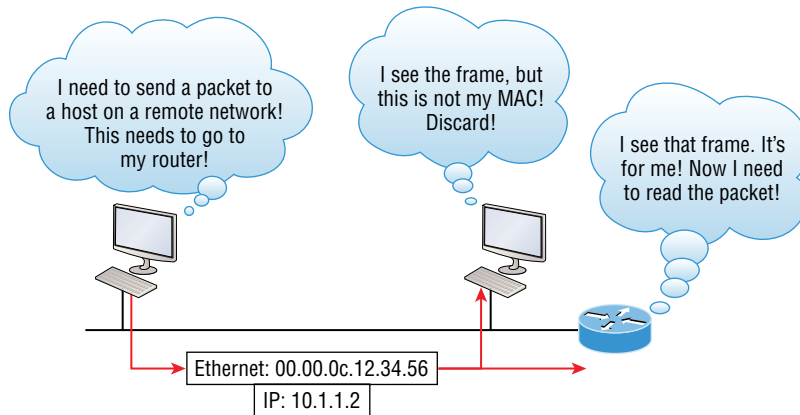 I need to send a packet to
a host on a remote network!
This needs to go to
my router!
I see the frame, but
this is not my MAC!
Discard!
I see that frame. It’s
for me! Now I need
to read the packet!
Ethernet: 00.00.0c.12.34.56
IP: 10.1.1.2